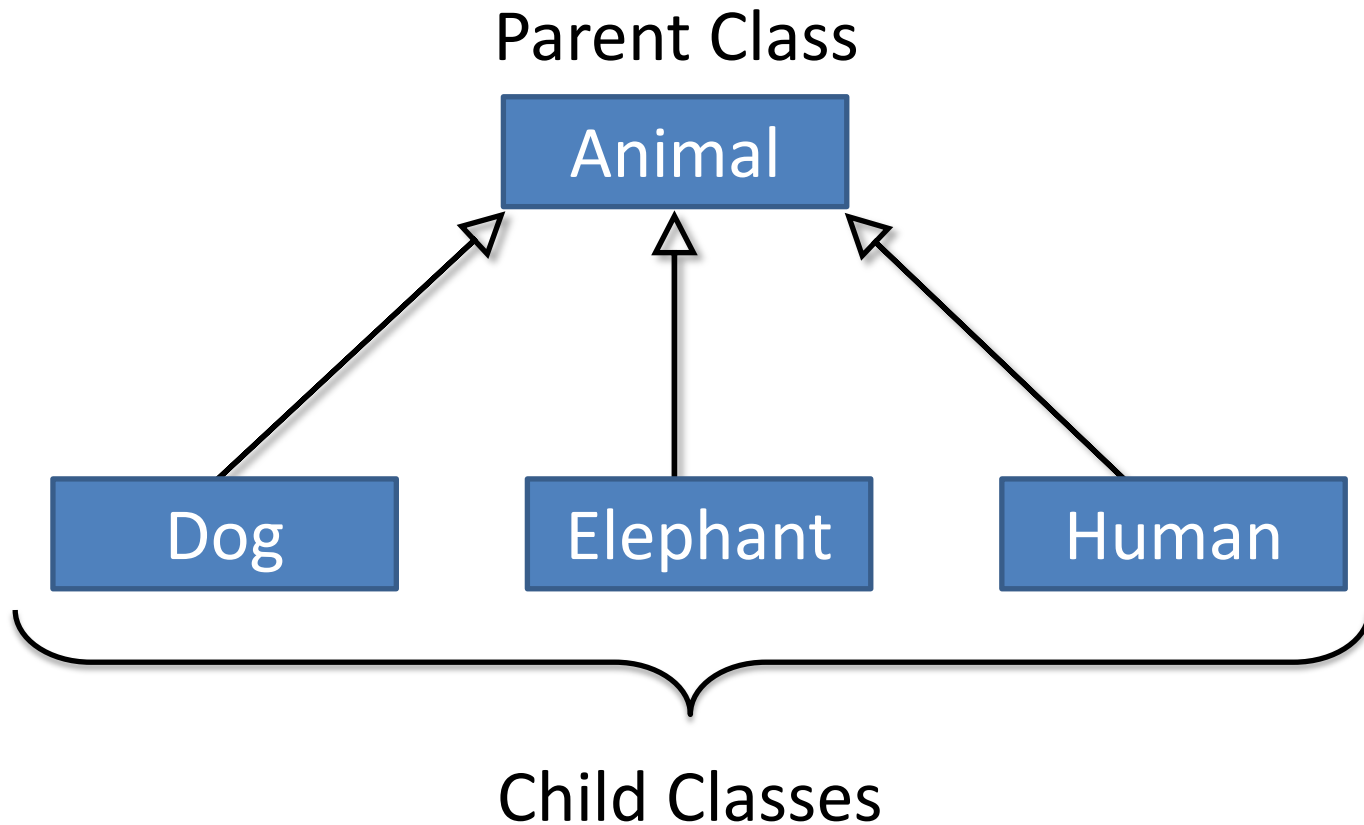 Parent Class
Animal
Dog
Elephant
Human
Child Classes